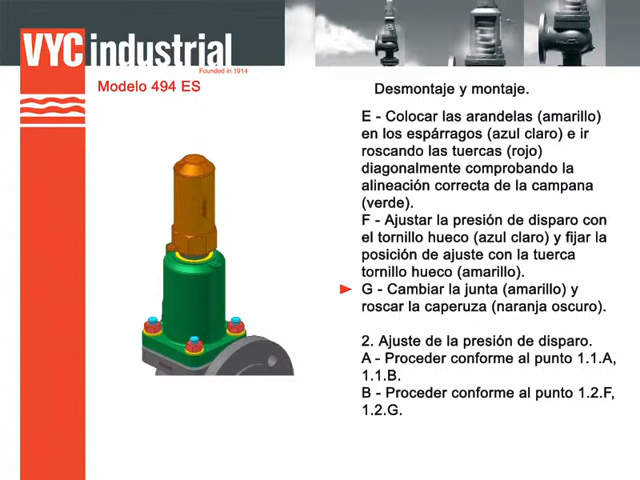 VYC industrial
Founded in 1914
Modelo 494 ES
Desmontaje y montaje.
E - Colocar las arandelas (amarillo)
en los espárragos (azul claro) e ir
roscando las tuercas (rojo)
diagonalmente comprobando la
alineación correcta de la campana
(verde).
F - Ajustar la presión de disparo con
el tornillo hueco (azul claro) y fijar la
posición de ajuste con la tuerca
tornillo hueco (amarillo).
G - Cambiar la junta (amarillo) y
roscar la caperuza (naranja oscuro).
2. Ajuste de la presión de disparo.
A - Proceder conforme al punto 1.1.A,
1.1.B.
B - Proceder conforme al punto 1.2.F,
1.2.G.